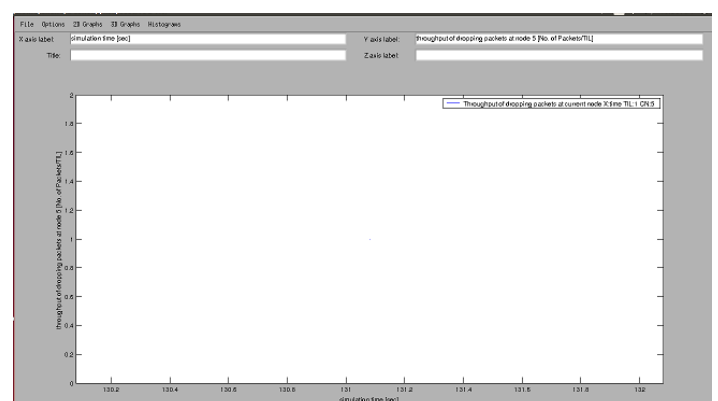 File Options 2D Graphs 3D Graphs Histograms
X axis label: simulation time [sec] Y axis label: throughput of dropping packets at node 5 [No. of Packets/TIL]
Title: Z axis label:
Throughput of dropping packets at current node X:time TIL:1 CN:5
throughput of dropping packets at node 5 [No. of Packets/TIL]
2
1.8
1.6
1.4
1.2
1
0.8
0.6
0.4
0.2
0
130.2 130.4 130.6 130.8 131 131.2 131.4 131.6 131.8 132
simulation time [sec]